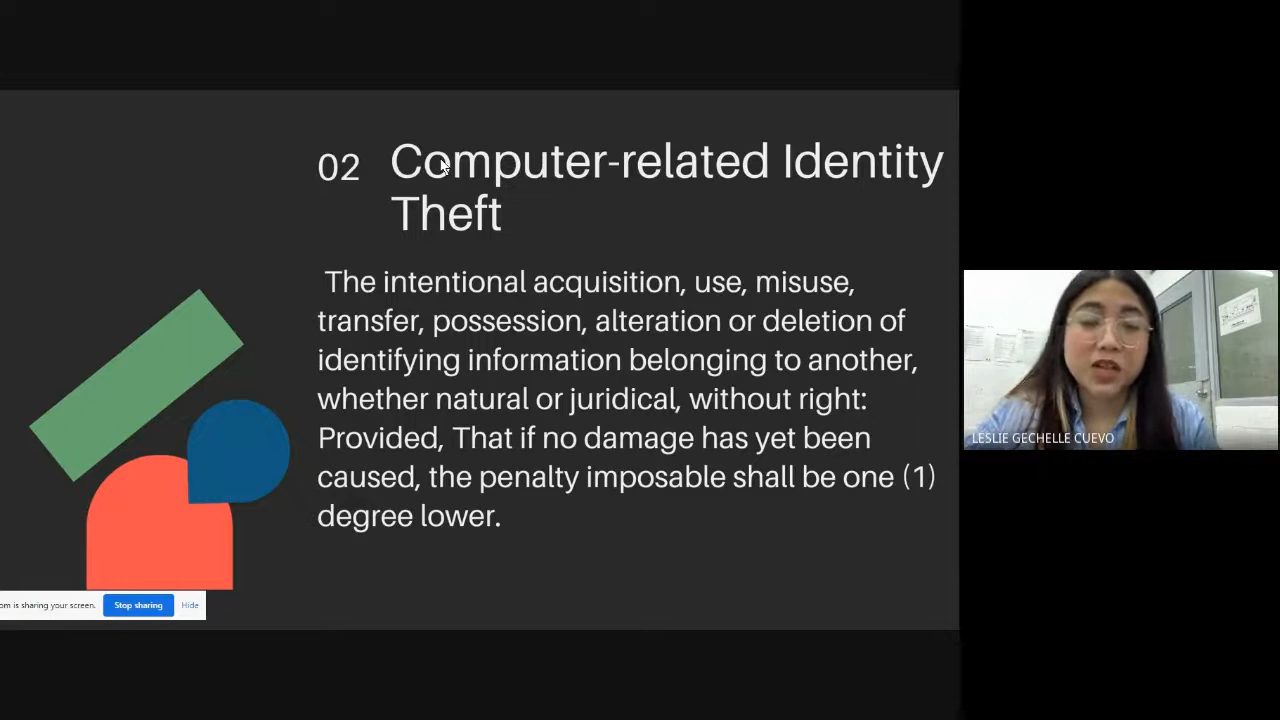 02 Computer-related Identity
Theft
The intentional acquisition, use, misuse,
transfer, possession, alteration or deletion of
identifying information belonging to another,
whether natural or juridical, without right:
Provided, That if no damage has yet been
caused, the penalty imposable shall be one (1)
degree lower.
om is sharing your screen. Stop sharing Hide
LESLIE GECHELLE CUEVO